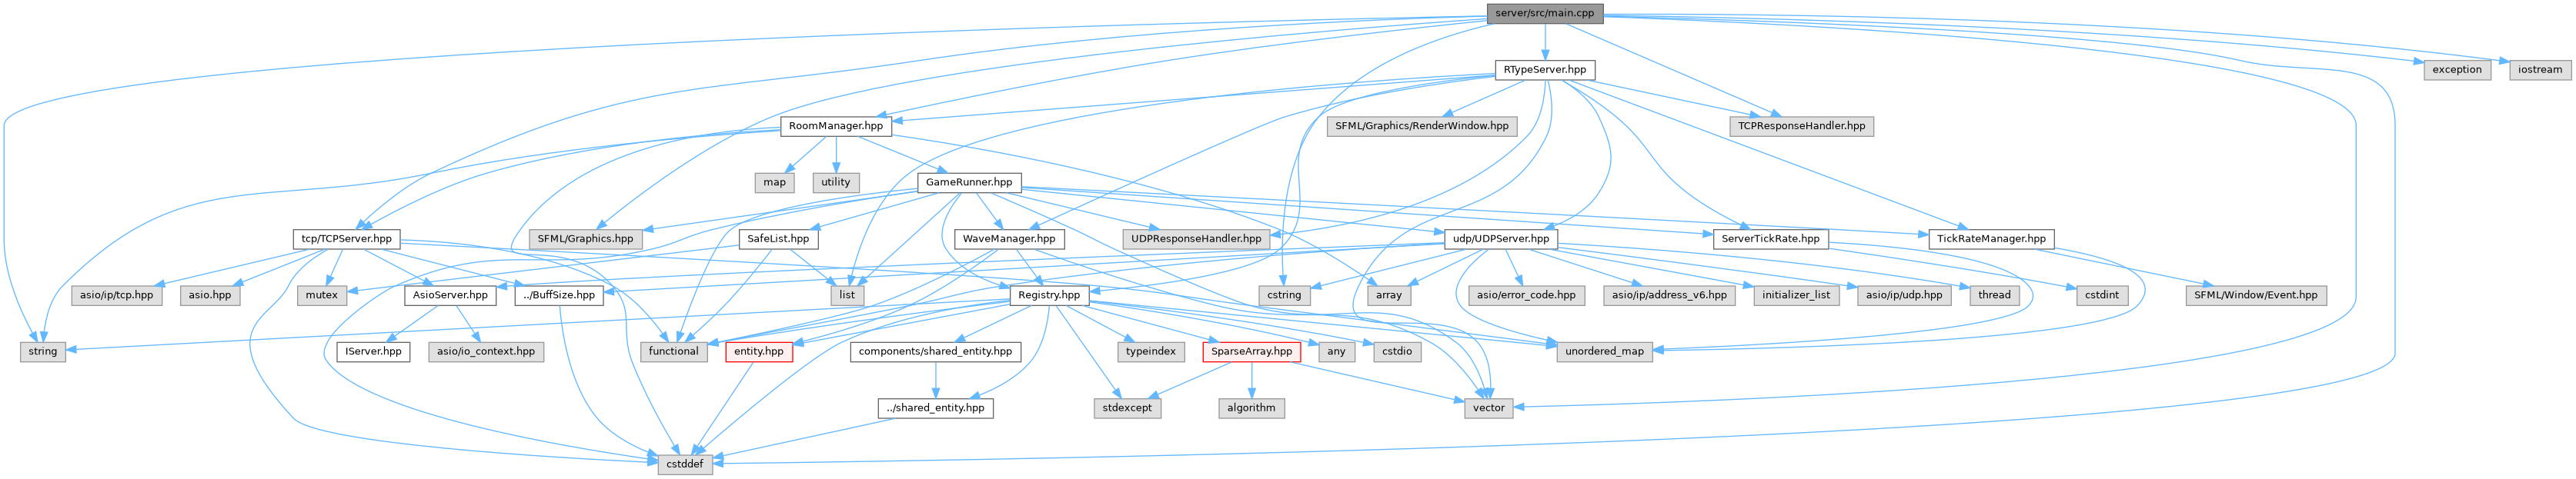 server/src/main.cpp
RTypeServer.hpp
exception
iostream
RoomManager.hpp
SFML/Graphics/RenderWindow.hpp
TCPResponseHandler.hpp
map
utility
GameRunner.hpp
tcp/TCPServer.hpp
SFML/Graphics.hpp
SafeList.hpp
WaveManager.hpp
UDPResponseHandler.hpp
udp/UDPServer.hpp
ServerTickRate.hpp
TickRateManager.hpp
asio/ip/tcp.hpp
asio.hpp
mutex
AsioServer.hpp
../BuffSize.hpp
list
Registry.hpp
cstring
array
asio/error_code.hpp
asio/ip/address_v6.hpp
initializer_list
asio/ip/udp.hpp
thread
cstdint
SFML/Window/Event.hpp
string
IServer.hpp
asio/io_context.hpp
functional
entity.hpp
components/shared_entity.hpp
typeindex
SparseArray.hpp
any
cstdio
unordered_map
../shared_entity.hpp
stdexcept
algorithm
vector
cstddef